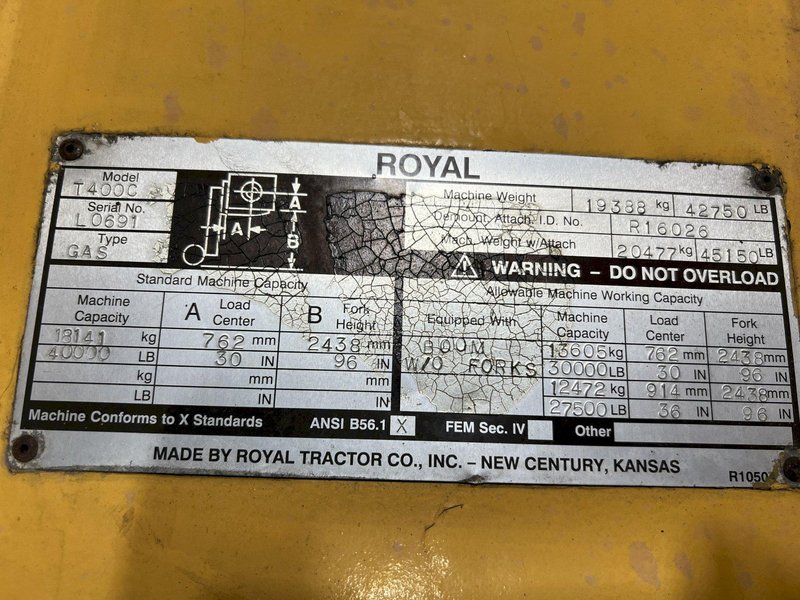 ROYAL
Model
T400C
Serial No.
L0691
Type
GAS
A
A
B
Machine Weight 19388 kg 42750 LB
Demount Attach. I.D. No. R16026
Mach. Weight w/Attach 20477 kg 45150 LB
WARNING – DO NOT OVERLOAD
Standard Machine Capacity
Machine Capacity A Load Center B Fork Height
18141 kg 762 mm 2438 mm
40000 LB 30 IN 96 IN
kg mm mm
LB IN IN
Allowable Machine Working Capacity
Equipped With Machine Capacity Load Center Fork Height
BOOM 13605 kg 762 mm 2438 mm
W/O FORKS 30000 LB 30 IN 96 IN
12472 kg 914 mm 2438 mm
27500 LB 36 IN 96 IN
Machine Conforms to X Standards ANSI B56.1 X FEM Sec. IV Other
MADE BY ROYAL TRACTOR CO., INC. – NEW CENTURY, KANSAS
R1050